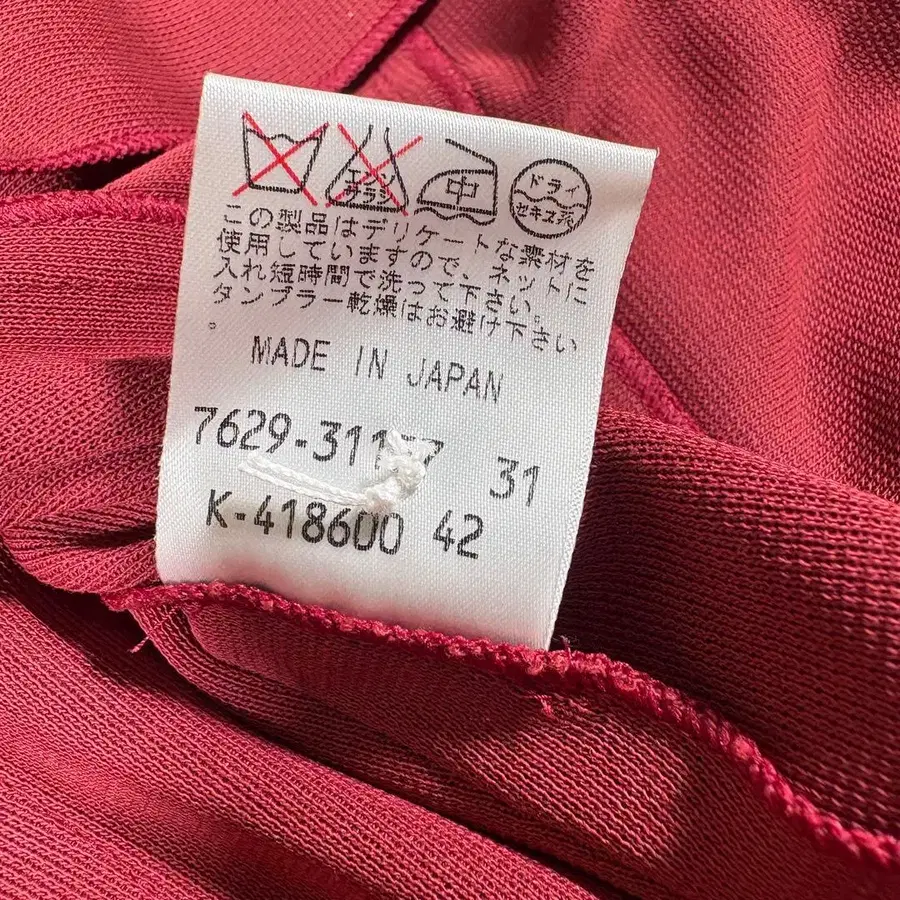 エンソ
サラシ
中
ドライ
セキユ系
この製品はデリケートな素材を
使用していますので、ネットに
入れ短時間で洗って下さい。
タンブラー乾燥はお避け下さい
。
MADE IN JAPAN
31
K-418600 42